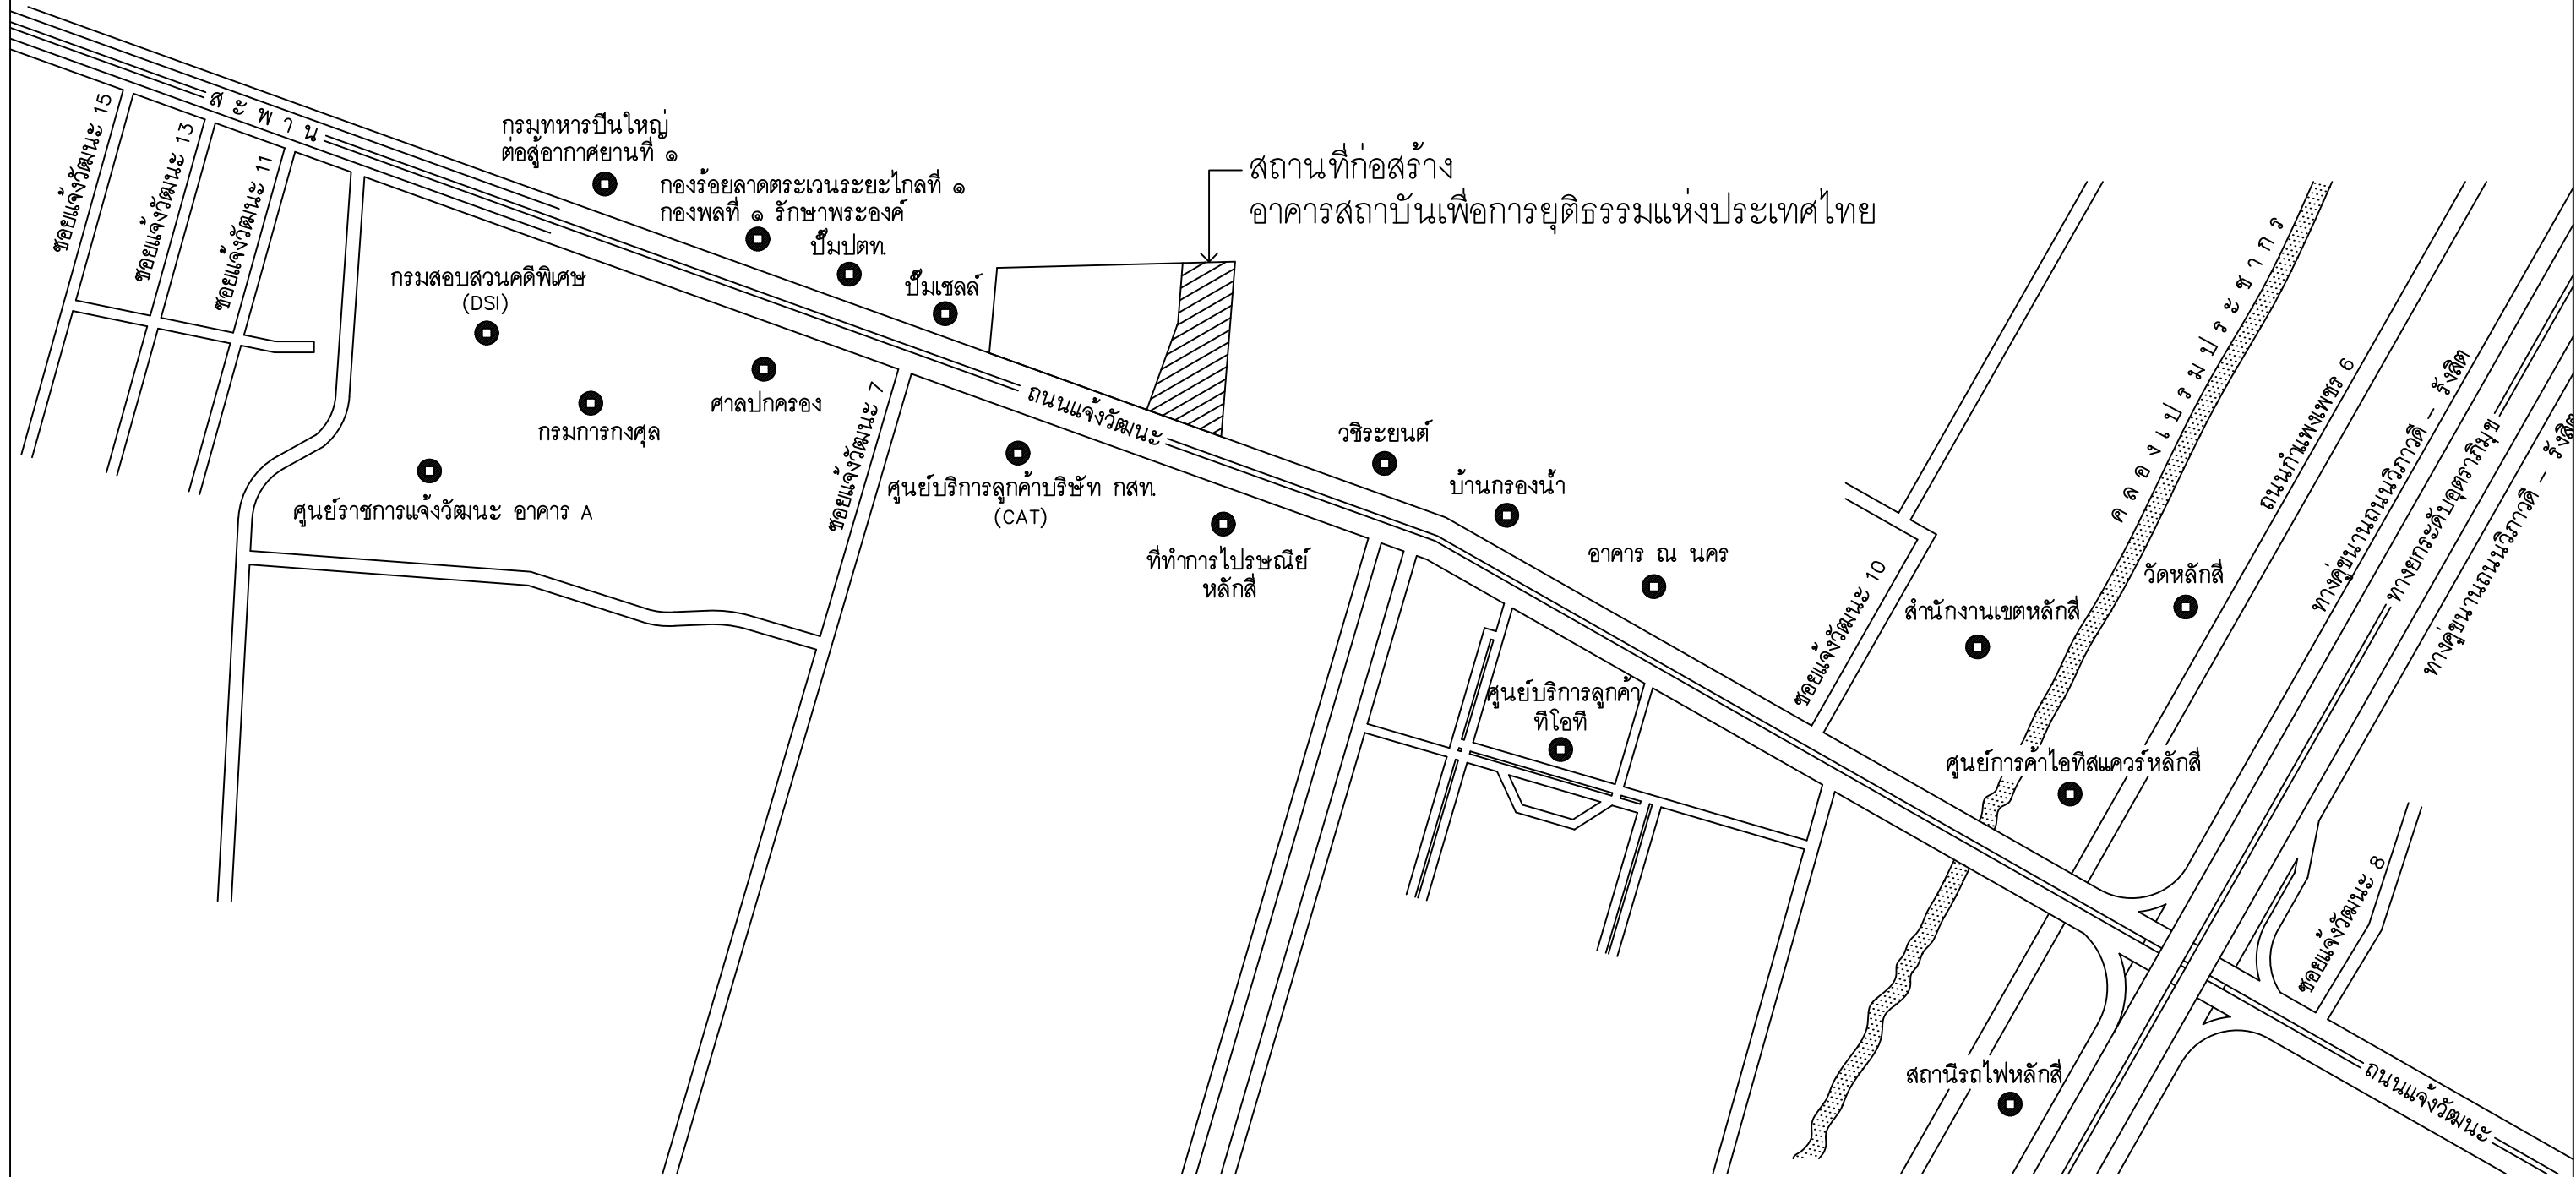 ซอยแจ้งวัฒนะ 15
ซอยแจ้งวัฒนะ 13
ซอยแจ้งวัฒนะ 11
สะพาน
กรมทหารปืนใหญ่
ต่อสู้อากาศยานที่ ๑
กองร้อยลาดตระเวนระยะไกลที่ ๑
กองพลที่ ๑ รักษาพระองค์
ปั๊มปตท.
ปั๊มเชลล์
สถานที่ก่อสร้าง
อาคารสถาบันเพื่อการยุติธรรมแห่งประเทศไทย
กรมสอบสวนคดีพิเศษ
(DSI)
กรมการกงศุล
ศาลปกครอง
ศูนย์ราชการแจ้งวัฒนะ อาคาร A
ซอยแจ้งวัฒนะ 7
ถนนแจ้งวัฒนะ
ศูนย์บริการลูกค้าบริษัท กสท.
(CAT)
ที่ทำการไปรษณีย์
หลักสี่
วชิระยนต์
บ้านกรองน้ำ
อาคาร ณ นคร
ศูนย์บริการลูกค้า
ทีโอที
ซอยแจ้งวัฒนะ 10
สำนักงานเขตหลักสี่
คลองเปรมประชากร
วัดหลักสี่
ถนนกำแพงเพชร 6
ทางคู่ขนานถนนวิภาวดี - รังสิต
ทางยกระดับอุตราภิมุข
ทางคู่ขนานถนนวิภาวดี - รังสิต
ศูนย์การค้าไอทีสแควร์หลักสี่
ซอยแจ้งวัฒนะ 8
สถานีรถไฟหลักสี่
ถนนแจ้งวัฒนะ